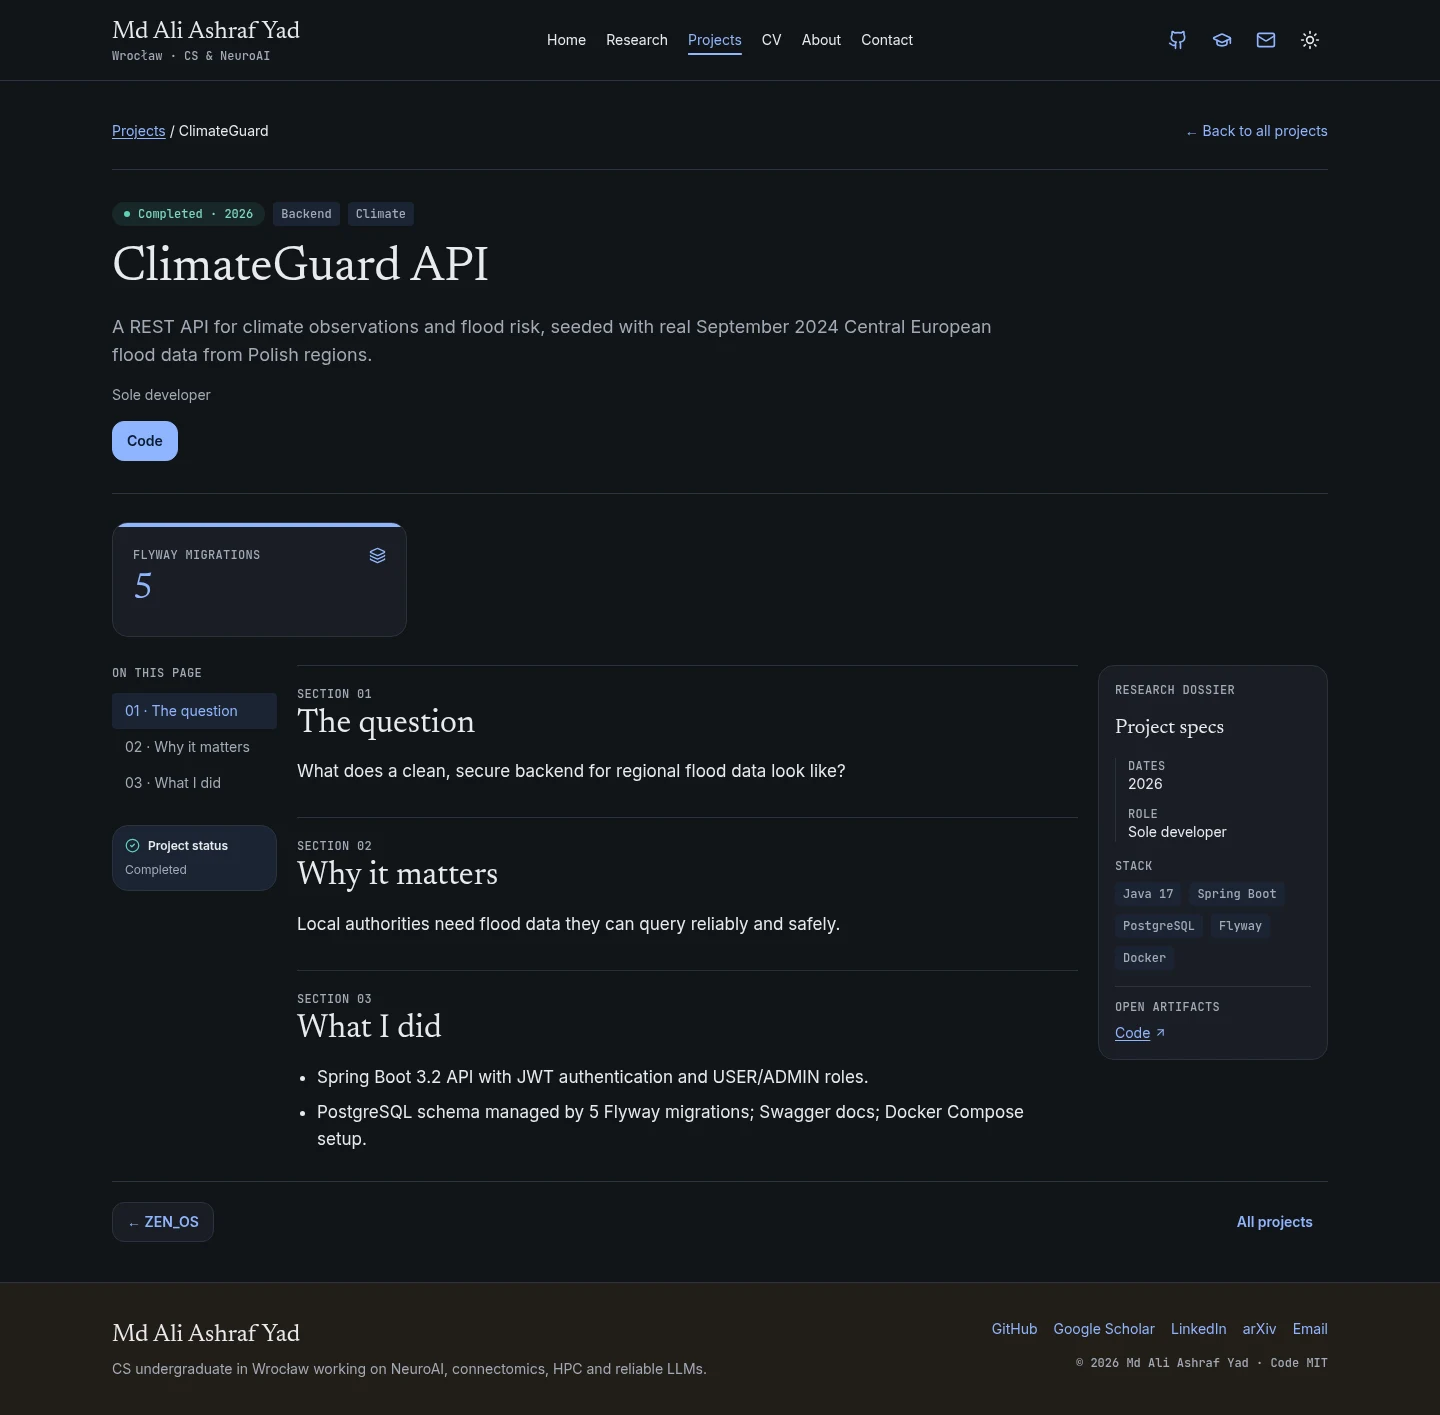 Md Ali Ashraf Yad
Wrocław · CS & NeuroAI
Home Research Projects CV About Contact
Projects / ClimateGuard
← Back to all projects
Completed · 2026 Backend Climate
ClimateGuard API
A REST API for climate observations and flood risk, seeded with real September 2024 Central European
flood data from Polish regions.
Sole developer
Code
FLYWAY MIGRATIONS
5
ON THIS PAGE
01 · The question
02 · Why it matters
03 · What I did
Project status
Completed
SECTION 01
The question
What does a clean, secure backend for regional flood data look like?
SECTION 02
Why it matters
Local authorities need flood data they can query reliably and safely.
SECTION 03
What I did
• Spring Boot 3.2 API with JWT authentication and USER/ADMIN roles.
• PostgreSQL schema managed by 5 Flyway migrations; Swagger docs; Docker Compose
setup.
RESEARCH DOSSIER
Project specs
DATES
2026
ROLE
Sole developer
STACK
Java 17 Spring Boot
PostgreSQL Flyway
Docker
OPEN ARTIFACTS
Code ↗
← ZEN_OS
All projects
Md Ali Ashraf Yad
CS undergraduate in Wrocław working on NeuroAI, connectomics, HPC and reliable LLMs.
GitHub Google Scholar LinkedIn arXiv Email
© 2026 Md Ali Ashraf Yad · Code MIT